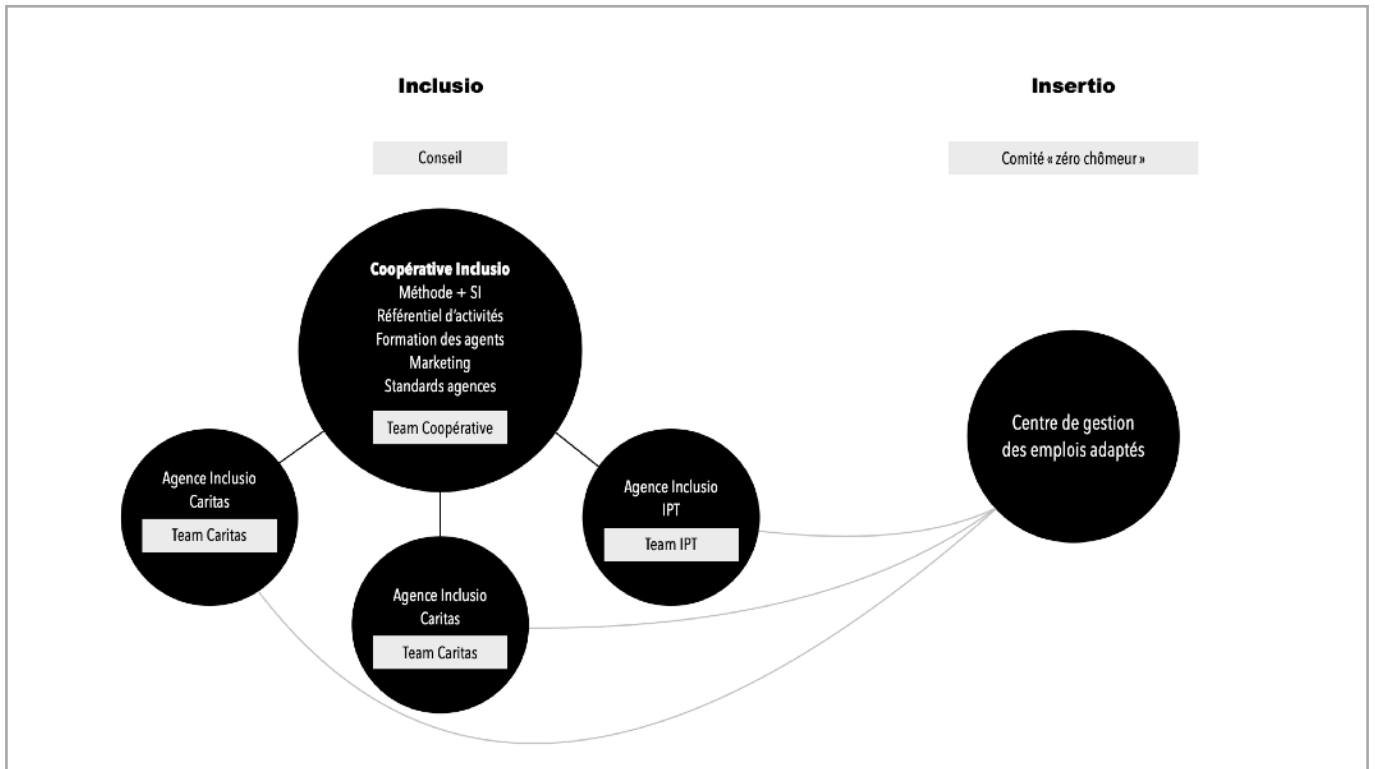 Inclusio
Insertio
Conseil
Comité « zéro chômeur »
Coopérative Inclusio
Méthode + SI
Référentiel d'activités
Formation des agents
Marketing
Standards agences
Team Coopérative
Agence Inclusio
Caritas
Team Caritas
Agence Inclusio
Caritas
Team Caritas
Agence Inclusio
IPT
Team IPT
Centre de gestion
des emplois adaptés